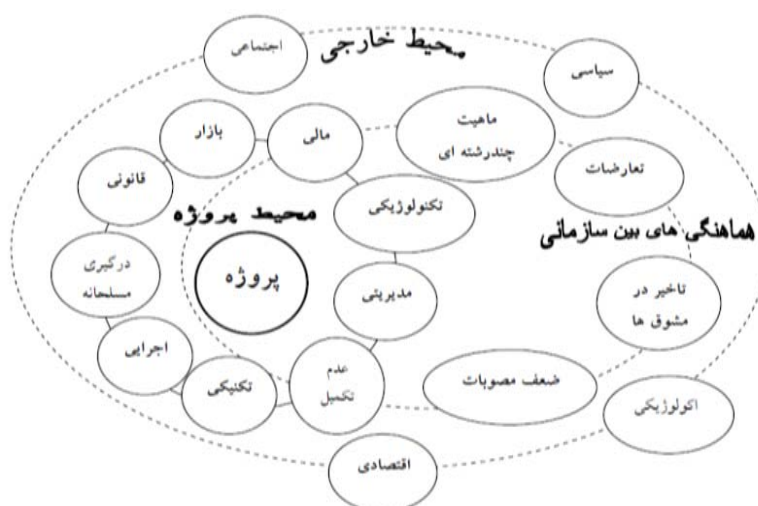 اجتماعی
محیط خارجی
سیاسی
بازار
مالی
ماهیت
چندرشته ای
تعارضات
قانونی
تکنولوژیکی
محیط پروژه
هماهنگی های بین سازمانی
درگیری
مسلحانه
پروژه
مدیریتی
تاخیر در
مشوق ها
اجرایی
تکنیکی
عدم
تکمیل
ضعف مصوبات
اکولوژیکی
اقتصادی